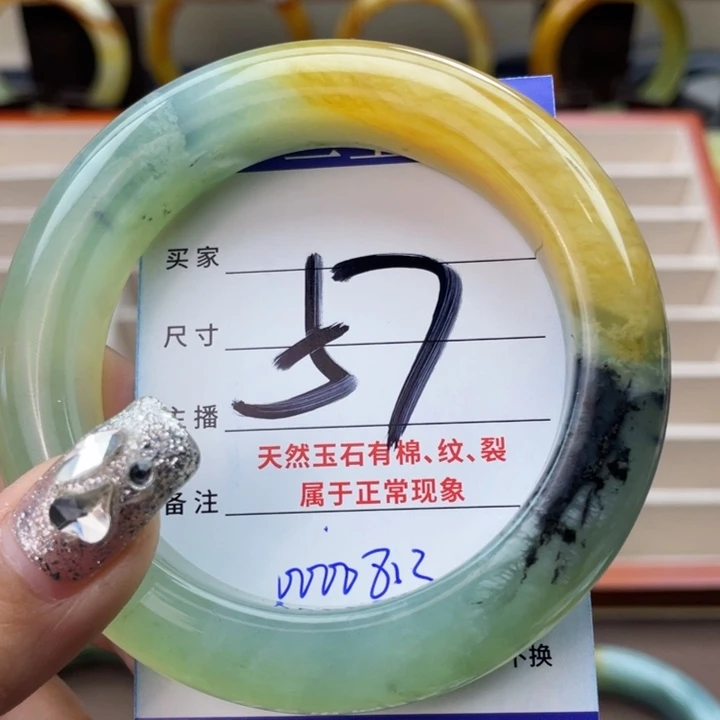 买家
57
尺寸
主播
天然玉石有棉、纹、裂
属于正常现象
备注
0000812
不换